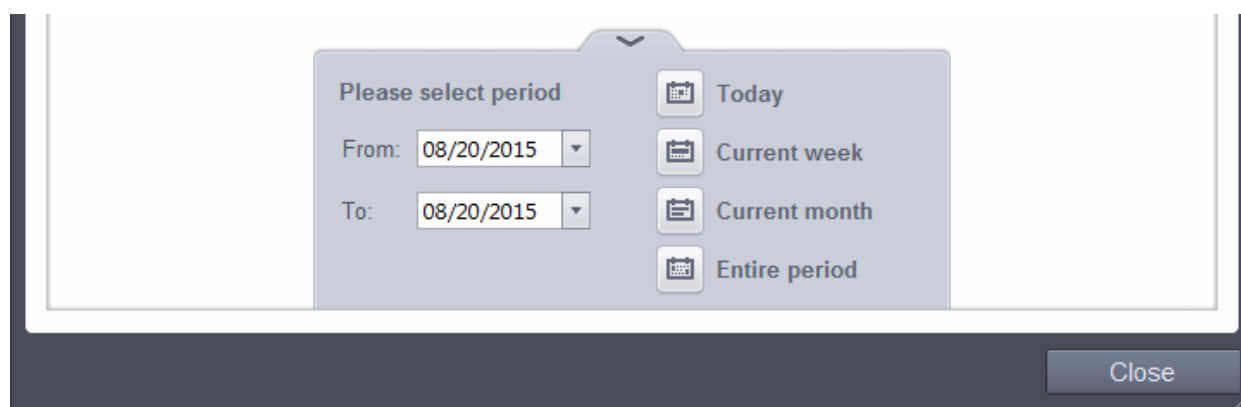 Please select period
From: 08/20/2015
To: 08/20/2015
Today
Current week
Current month
Entire period
Close